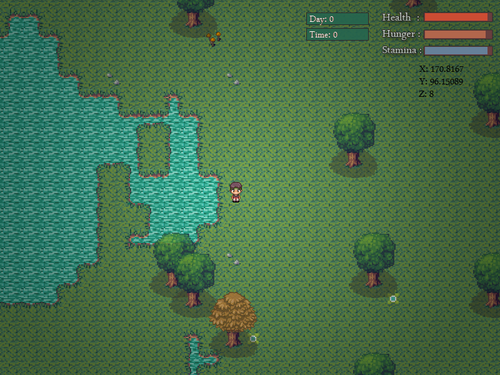 Day: 0
Time: 0
Health :
Hunger :
Stamina :
X: 170.8167
Y: 96.15089
Z: 8